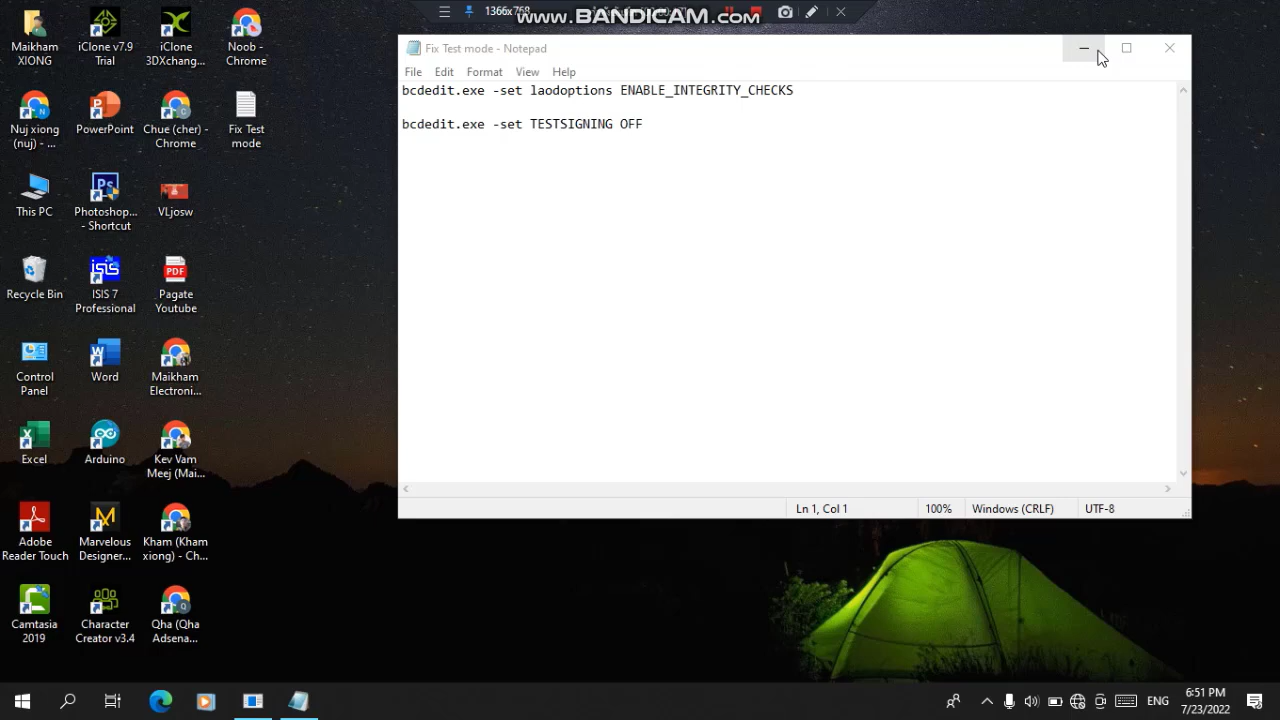 1366x768
www.BANDICAM.com
Maikham XIONG
iClone v7.9 Trial
iClone 3DXchang...
Noob - Chrome
Nuj xiong (nuj) - ...
PowerPoint
Chue (cher) - Chrome
Fix Test mode
This PC
Photoshop... - Shortcut
VLjosw
Recycle Bin
ISIS 7 Professional
Pagate Youtube
Control Panel
Word
Maikham Electroni...
Excel
Arduino
Kev Vam Meej (Mai...
Adobe Reader Touch
Marvelous Designer...
Kham (Kham xiong) - Ch...
Camtasia 2019
Character Creator v3.4
Qha (Qha Adsena...
Fix Test mode - Notepad
File Edit Format View Help
bcdedit.exe -set laodoptions ENABLE_INTEGRITY_CHECKS
bcdedit.exe -set TESTSIGNING OFF
Ln 1, Col 1 100% Windows (CRLF) UTF-8
ENG
6:51 PM
7/23/2022